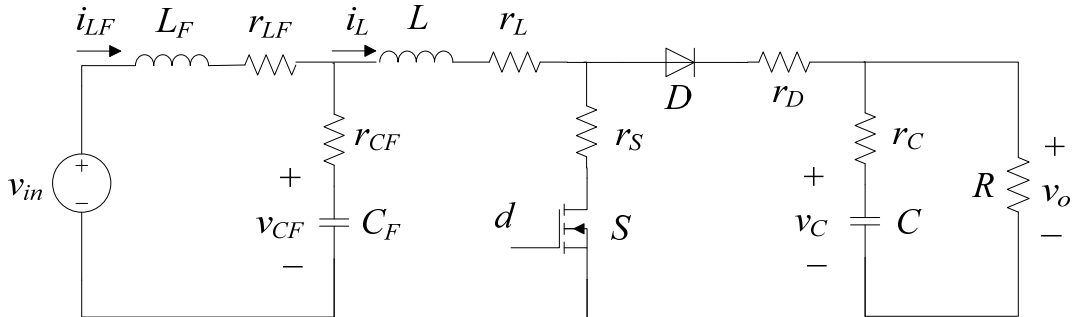 i_LF L_F r_LF i_L L r_L
D r_D
r_CF r_S r_C
+ + + +
v_in R v_o
− d S
v_CF C_F v_C C −
− −